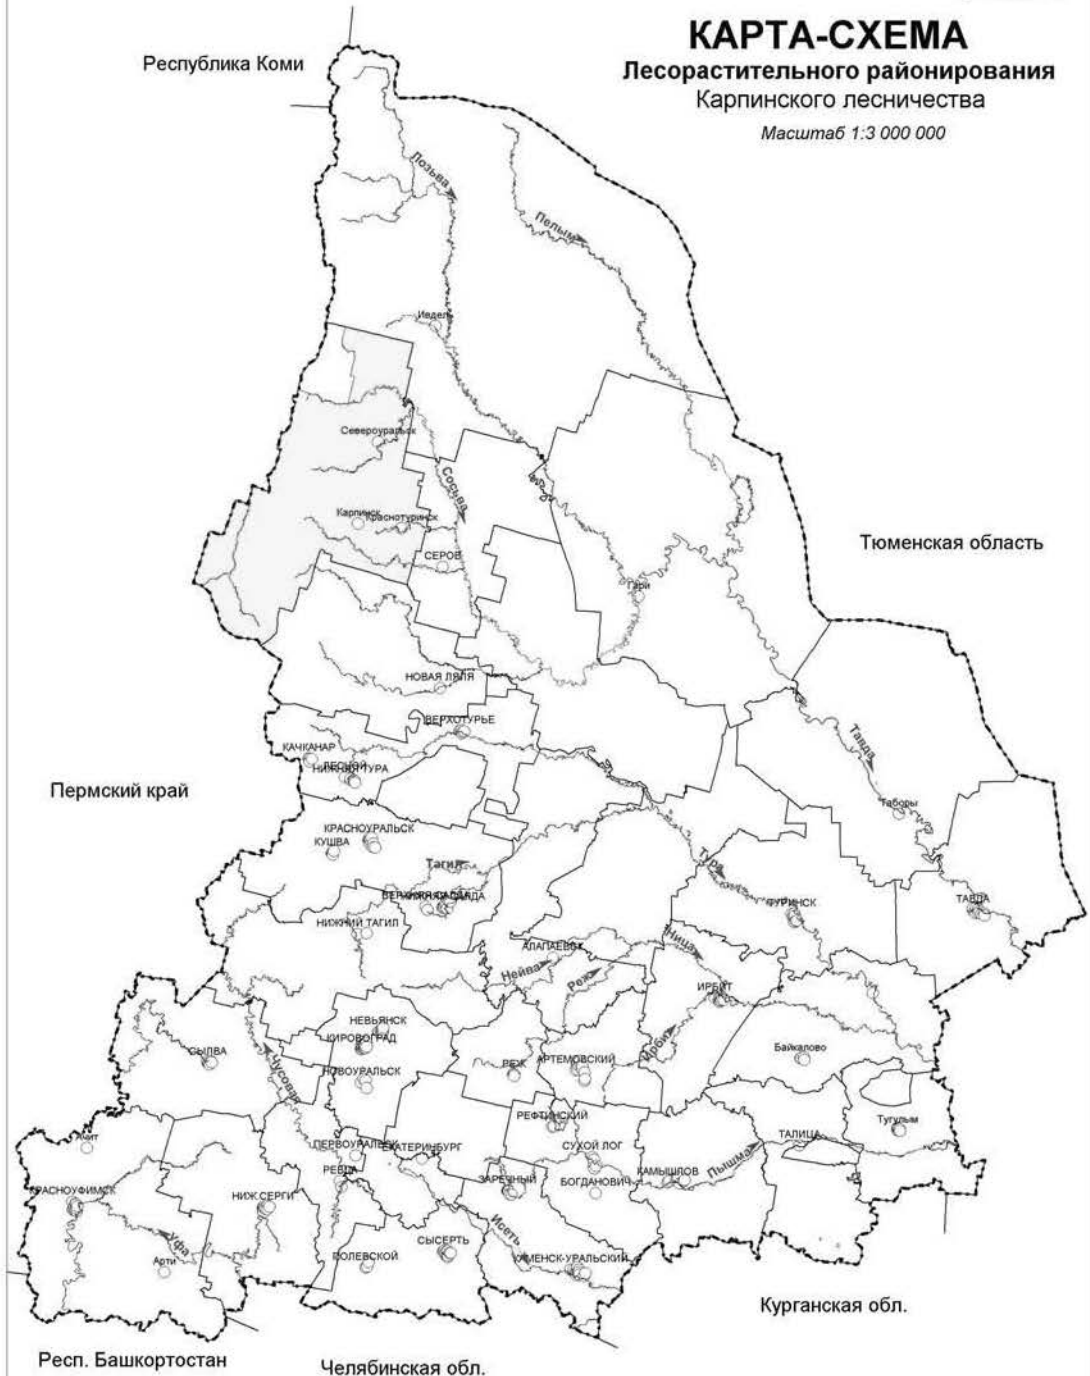 КАРТА-СХЕМА
Лесорастительного районирования
Карпинского лесничества
Масштаб 1:3 000 000
Республика Коми
Лозьва
Пелым
Ивдель
Североуральск
Сосьва
Карпинск
Краснотуринск
СЕРОВ
Тюменская область
Гари
НОВАЯ ЛЯЛЯ
ВЕРХОТУРЬЕ
КАЧКАНАР
ЛЕСНОЙ
НИЖНЯЯ ТУРА
Тавда
Пермский край
Таборы
КРАСНОУРАЛЬСК
КУШВА
Тагил
Тура
ТУРИНСК
ТАВДА
НИЖНИЙ ТАГИЛ
АЛАПАЕВСК
Ница
Нейва
Реж
ИРБИТ
Ирбит
НЕВЬЯНСК
КИРОВОГРАД
СЫЛВА
Чусовая
НОВОУРАЛЬСК
РЕЖ
АРТЕМОВСКИЙ
Байкалово
РЕФТИНСКИЙ
Тугулым
Ачит
ПЕРВОУРАЛЬСК
ЕКАТЕРИНБУРГ
СУХОЙ ЛОГ
ТАЛИЦА
Пышма
РЕВДА
ЗАРЕЧНЫЙ
БОГДАНОВИЧ
КАМЫШЛОВ
КРАСНОУФИМСК
НИЖ.СЕРГИ
Уфа
Исеть
Арти
ПОЛЕВСКОЙ
СЫСЕРТЬ
КАМЕНСК-УРАЛЬСКИЙ
Курганская обл.
Респ. Башкортостан
Челябинская обл.